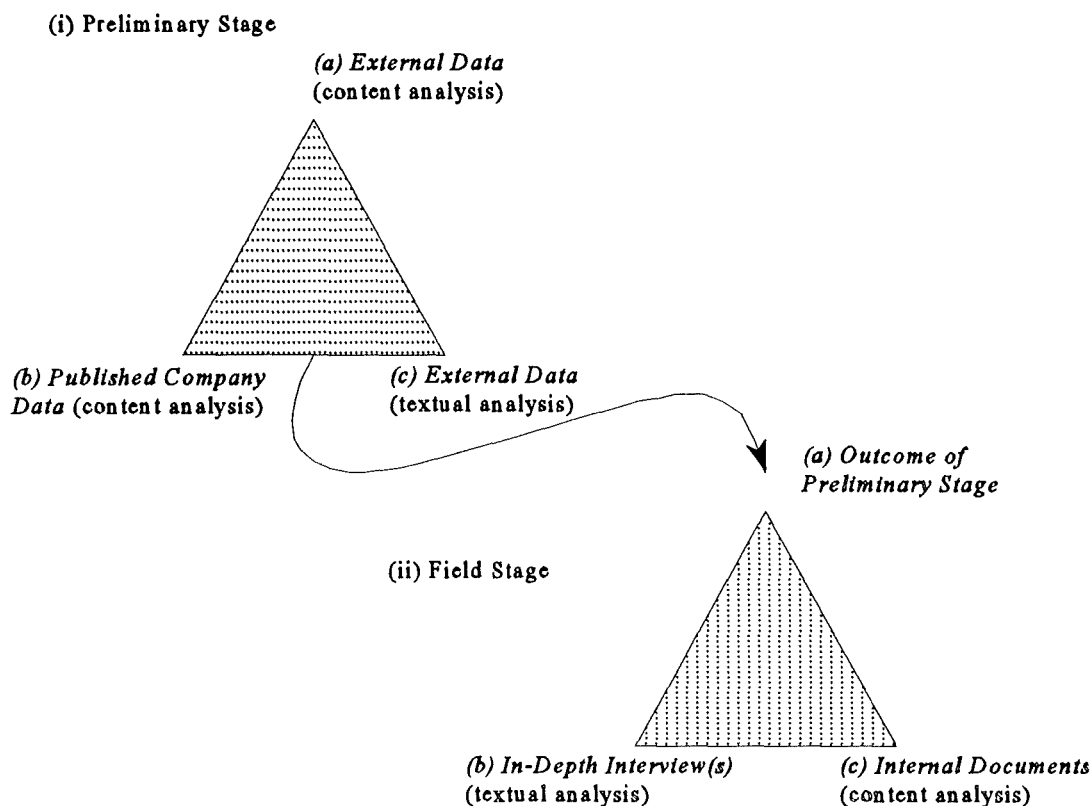 (i) Preliminary Stage
(a) External Data
(content analysis)
(b) Published Company
Data (content analysis)
(c) External Data
(textual analysis)
(a) Outcome of
Preliminary Stage
(ii) Field Stage
(b) In-Depth Interview(s)
(textual analysis)
(c) Internal Documents
(content analysis)